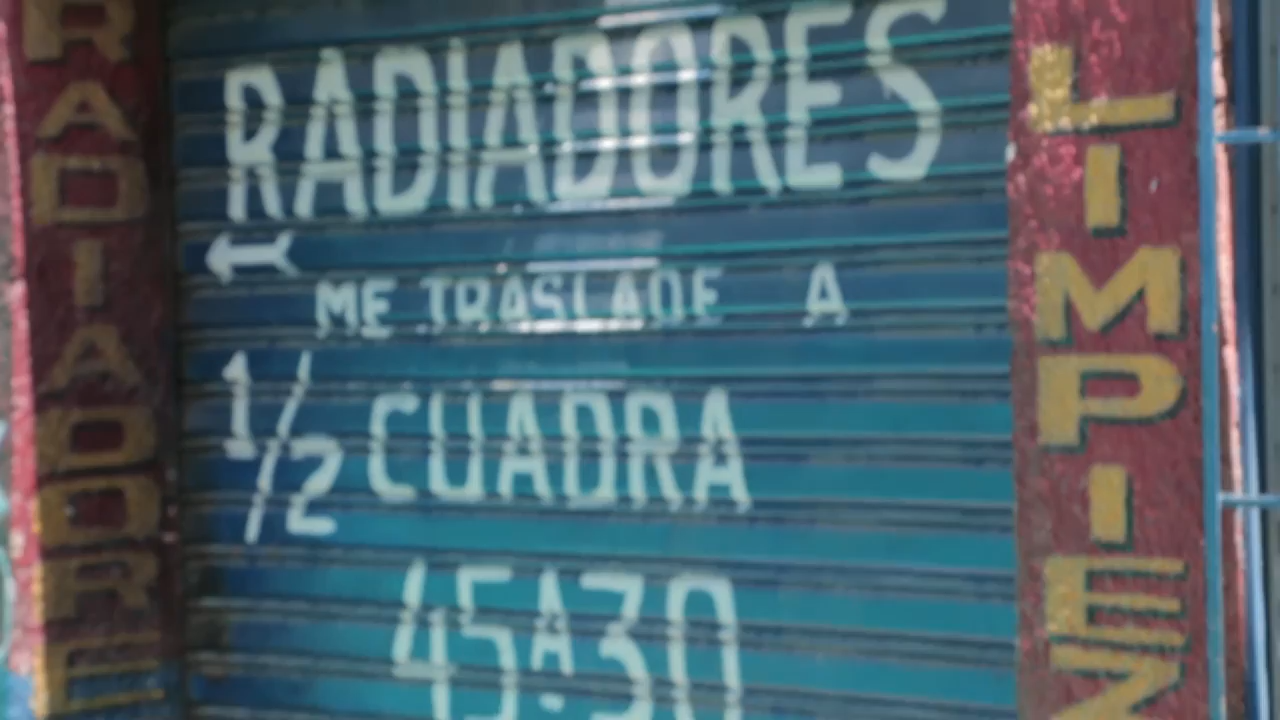 RADIADORE
RADIADORES
ME TRASLADE A
1/2 CUADRA
45A30
LIMPIEZ